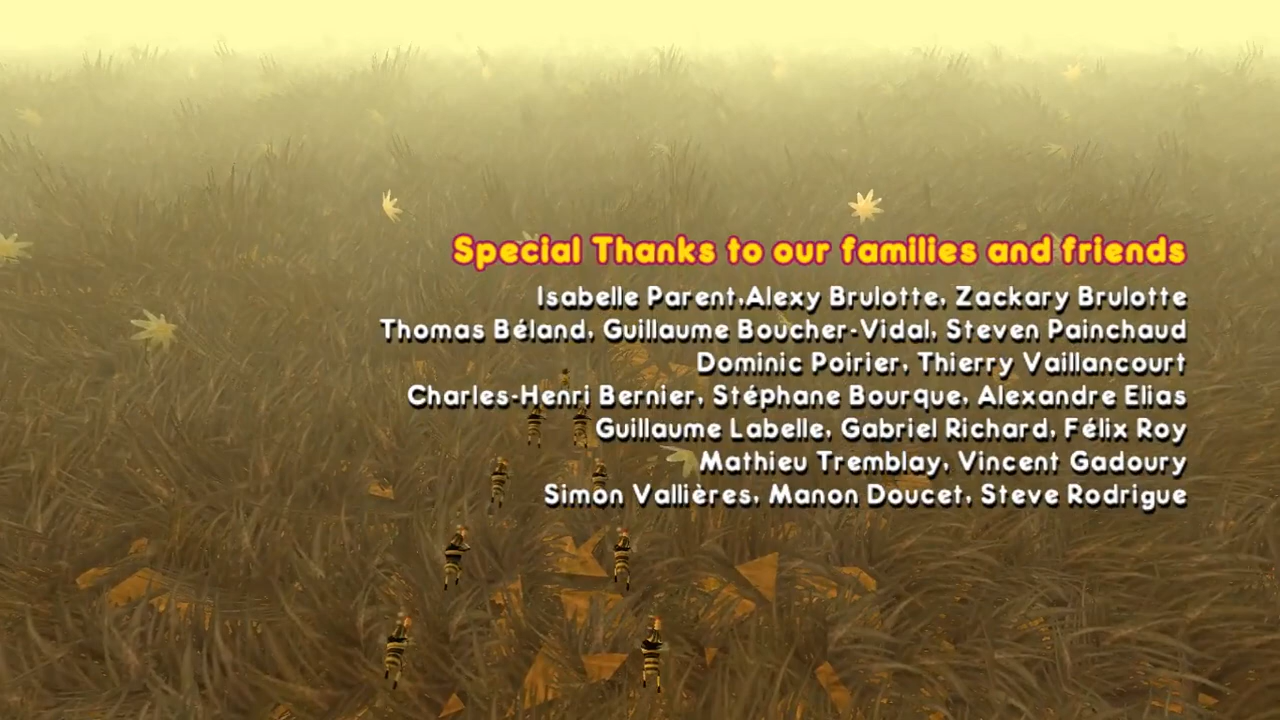 Special Thanks to our families and friends
Isabelle Parent,Alexy Brulotte, Zackary Brulotte
Thomas Béland, Guillaume Boucher-Vidal, Steven Painchaud
Dominic Poirier, Thierry Vaillancourt
Charles-Henri Bernier, Stéphane Bourque, Alexandre Elias
Guillaume Labelle, Gabriel Richard, Félix Roy
Mathieu Tremblay, Vincent Gadoury
Simon Vallières, Manon Doucet, Steve Rodrigue